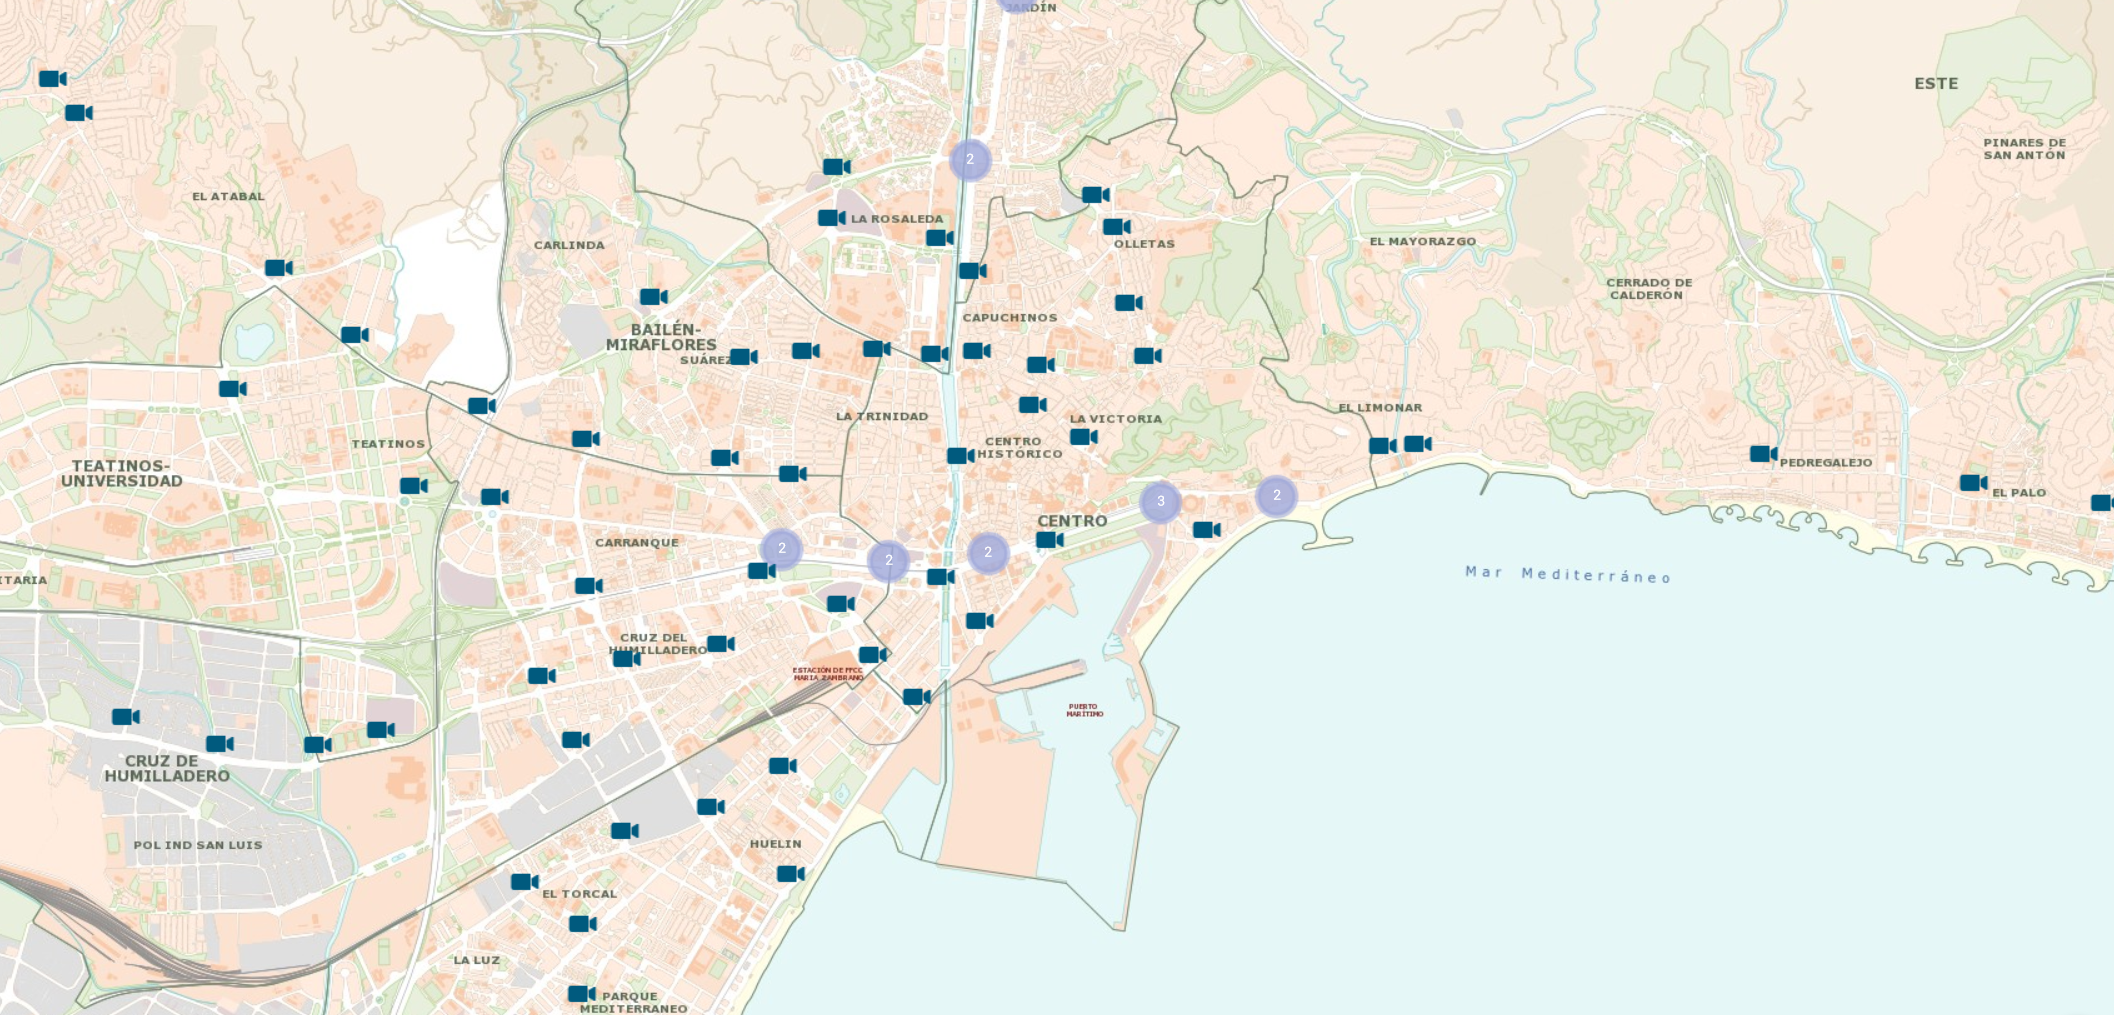 JARDÍN
ESTE
PINARES DE
SAN ANTÓN
2
EL ATABAL
LA ROSALEDA
CARLINDA
OLLETAS
EL MAYORAZGO
CERRADO DE
CALDERÓN
CAPUCHINOS
BAILÉN-
MIRAFLORES
SUÁREZ
LA TRINIDAD
LA VICTORIA
EL LIMONAR
TEATINOS
CENTRO
HISTÓRICO
TEATINOS-
UNIVERSIDAD
PEDREGALEJO
EL PALO
3
2
CENTRO
CARRANQUE
2
2
2
Mar Mediterráneo
ITARIA
CRUZ DEL
HUMILLADERO
ESTACIÓN DE FFCC
MARIA ZAMBRANO
PUERTO
MARÍTIMO
CRUZ DE
HUMILLADERO
POL IND SAN LUIS
HUELIN
EL TORCAL
LA LUZ
PARQUE
MEDITERRANEO